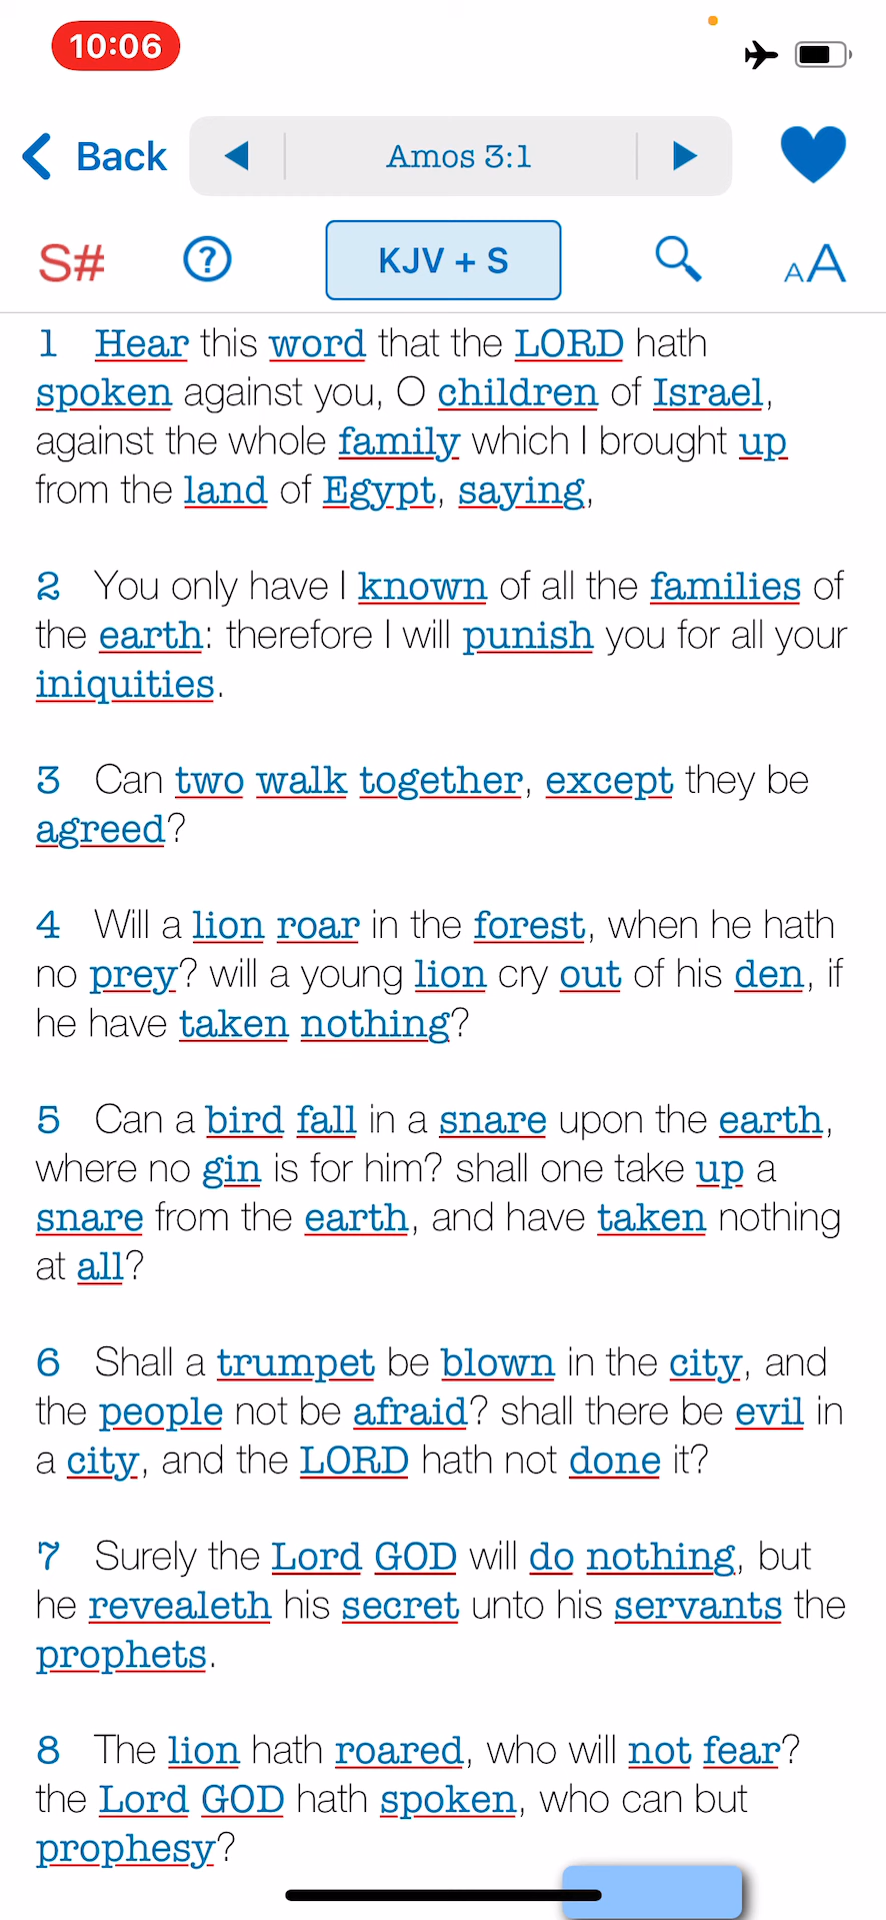 10:06
Back
Amos 3:1
S#
?
KJV + S
AA
1 Hear this word that the LORD hath
spoken against you, O children of Israel,
against the whole family which I brought up
from the land of Egypt, saying,
2 You only have I known of all the families of
the earth: therefore I will punish you for all your
iniquities.
3 Can two walk together, except they be
agreed?
4 Will a lion roar in the forest, when he hath
no prey? will a young lion cry out of his den, if
he have taken nothing?
5 Can a bird fall in a snare upon the earth,
where no gin is for him? shall one take up a
snare from the earth, and have taken nothing
at all?
6 Shall a trumpet be blown in the city, and
the people not be afraid? shall there be evil in
a city, and the LORD hath not done it?
7 Surely the Lord GOD will do nothing, but
he revealeth his secret unto his servants the
prophets.
8 The lion hath roared, who will not fear?
the Lord GOD hath spoken, who can but
prophesy?